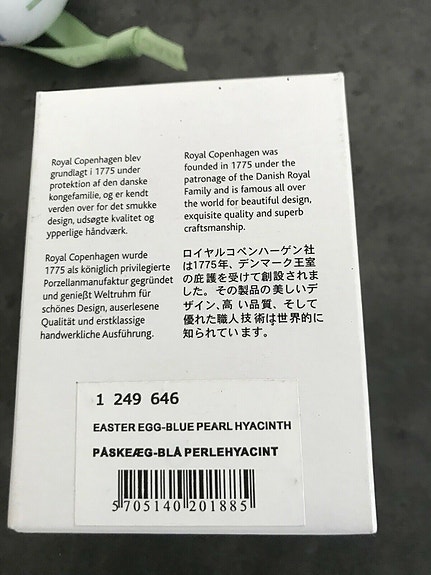 Royal Copenhagen blev
grundlagt i 1775 under
protektion af den danske
kongefamilie, og er kendt
verden over for det smukke
design, udsøgte kvalitet og
ypperlige håndværk.
Royal Copenhagen was
founded in 1775 under the
patronage of the Danish Royal
Family and is famous all over
the world for beautiful design,
exquisite quality and superb
craftsmanship.
Royal Copenhagen wurde
1775 als königlich privilegierte
Porzellanmanufaktur gegründet
und genießt Weltruhm für
schönes Design, auserlesene
Qualität und erstklassige
handwerkliche Ausführung.
ロイヤルコペンハーゲン社
は1775年、デンマーク王室
の庇護を受けて創設されま
した。その製品の美しいデ
ザイン、高い品質、そして
優れた職人技術は世界的に
知られています。
1 249 646
EASTER EGG-BLUE PEARL HYACINTH
PÅSKEÆG-BLÅ PERLEHYACINT
5 705140 201885